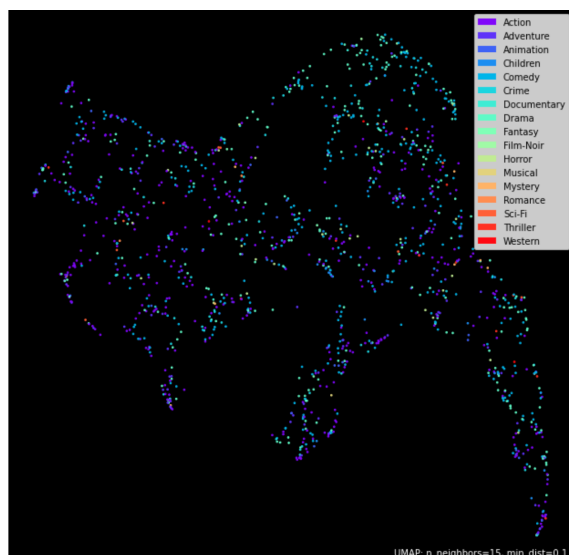 Action
Adventure
Animation
Children
Comedy
Crime
Documentary
Drama
Fantasy
Film-Noir
Horror
Musical
Mystery
Romance
Sci-Fi
Thriller
Western
UMAP: n_neighbors=15, min_dist=0.1